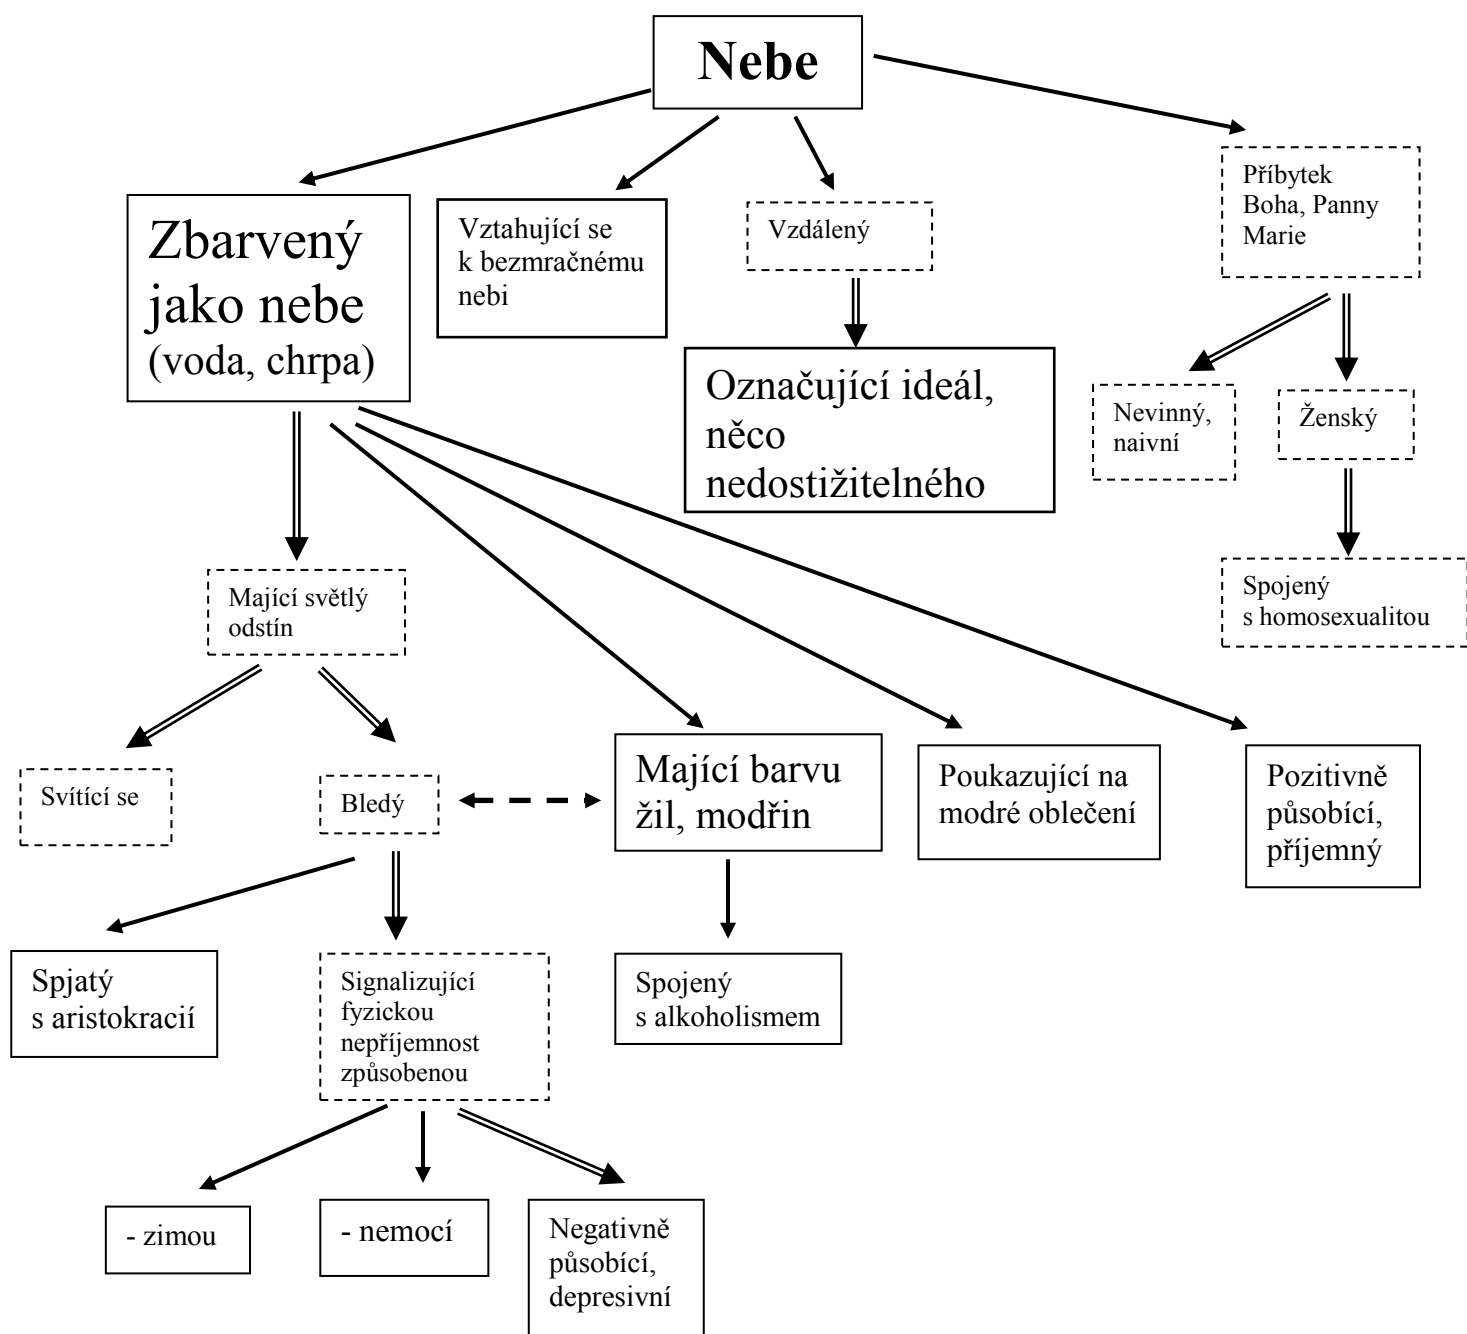 Nebe
Příbytek
Boha, Panny
Marie
Zbarvený
jako nebe
(voda, chrpa)
Vztahující se
k bezmračnému
nebi
Vzdálený
Označující ideál,
něco
nedostižitelného
Nevinný,
naivní
Ženský
Mající světlý
odstín
Spojený
s homosexualitou
Svítící se
Bledý
Mající barvu
žil, modřin
Poukazující na
modré oblečení
Pozitivně
působící,
příjemný
Spjatý
s aristokracií
Signalizující
fyzickou
nepříjemnost
způsobenou
Spojený
s alkoholismem
- zimou
- nemocí
Negativně
působící,
depresivní